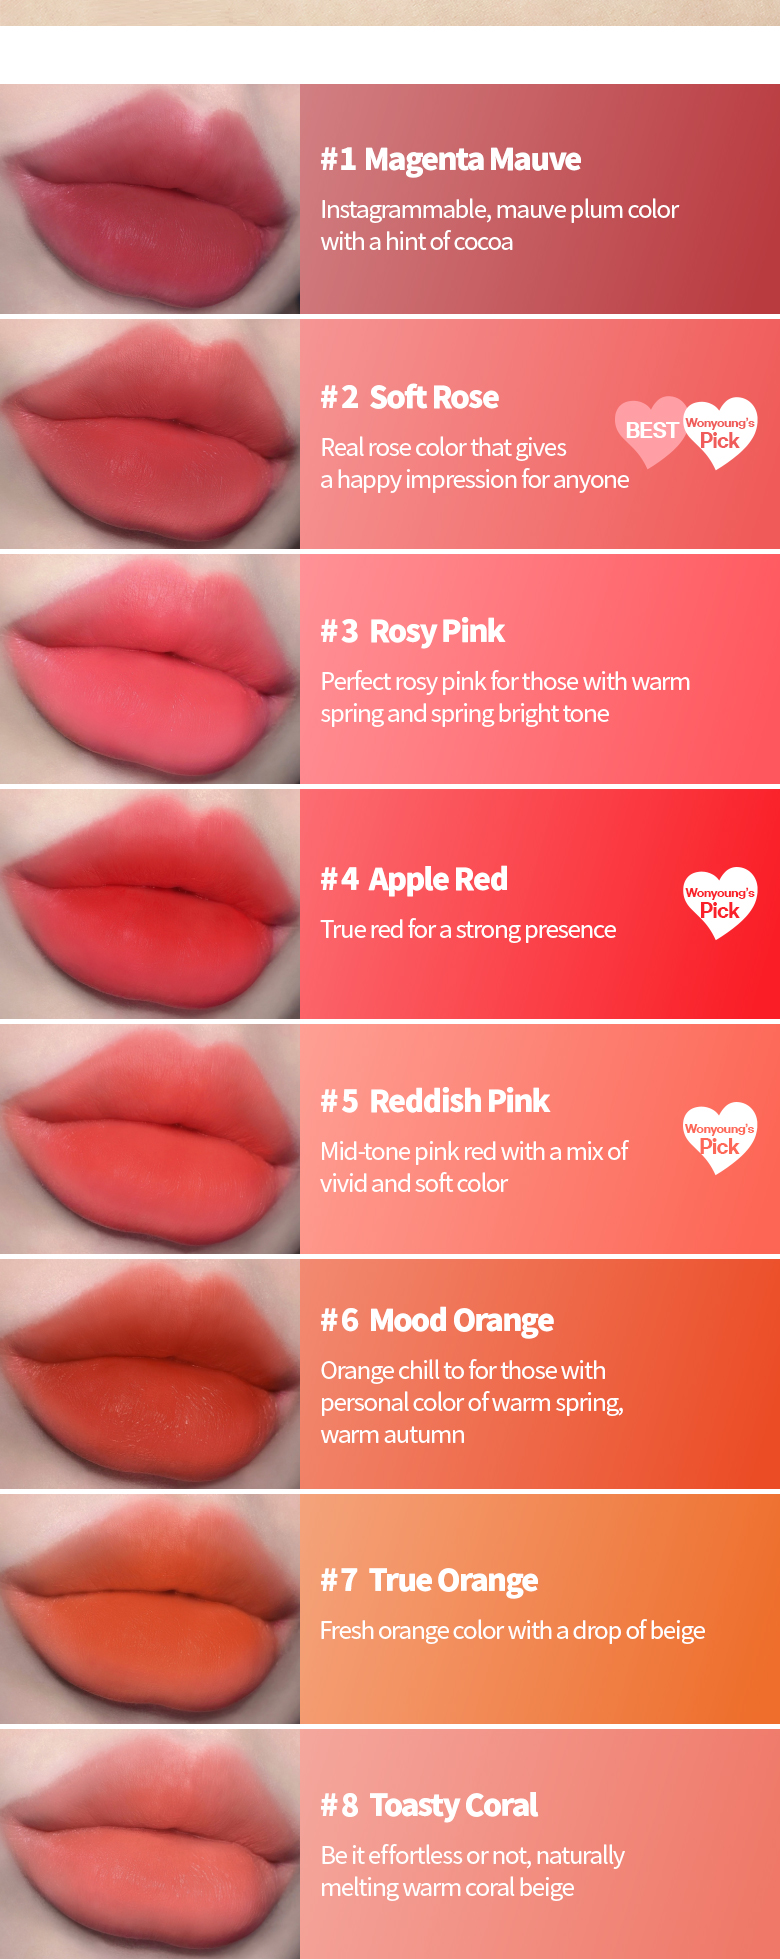 #1 Magenta Mauve
Instagrammable, mauve plum color
with a hint of cocoa
#2 Soft Rose
Real rose color that gives
a happy impression for anyone
BEST
Wonyoung's
Pick
#3 Rosy Pink
Perfect rosy pink for those with warm
spring and spring bright tone
#4 Apple Red
True red for a strong presence
Wonyoung's
Pick
#5 Reddish Pink
Mid-tone pink red with a mix of
vivid and soft color
Wonyoung's
Pick
#6 Mood Orange
Orange chill to for those with
personal color of warm spring,
warm autumn
#7 True Orange
Fresh orange color with a drop of beige
#8 Toasty Coral
Be it effortless or not, naturally
melting warm coral beige